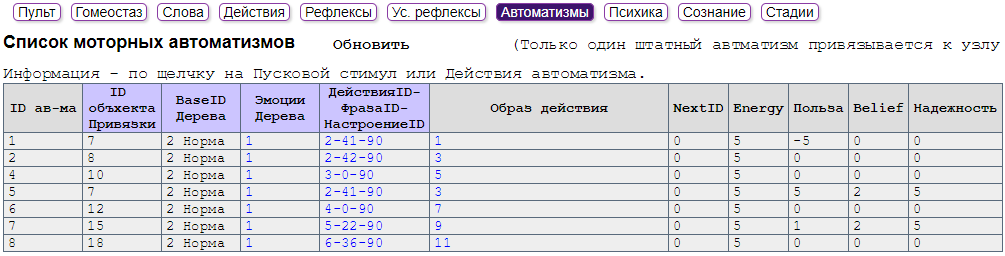 Пульт Гомеостаз Слова Действия Рефлексы Ус. рефлексы Автоматизмы Психика Сознание Стадии
Список моторных автоматизмов Обновить (Только один штатный автматизм привязывается к узлу
Информация - по щелчку на Пусковой стимул или Действия автоматизма.
ID ав-ма ID объхекта Привязки BaseID Дерева Эмоции Дерева ДействияID-ФразаID-НастроениеID Образ действия NextID Energy Польза Belief Надежность
1 7 2 Норма 1 2-41-90 1 0 5 -5 0 0
2 8 2 Норма 1 2-42-90 3 0 5 0 0 0
4 10 2 Норма 1 3-0-90 5 0 5 0 0 0
5 7 2 Норма 1 2-41-90 3 0 5 5 2 5
6 12 2 Норма 1 4-0-90 7 0 5 0 0 0
7 15 2 Норма 1 5-22-90 9 0 5 1 2 5
8 18 2 Норма 1 6-36-90 11 0 5 0 0 0